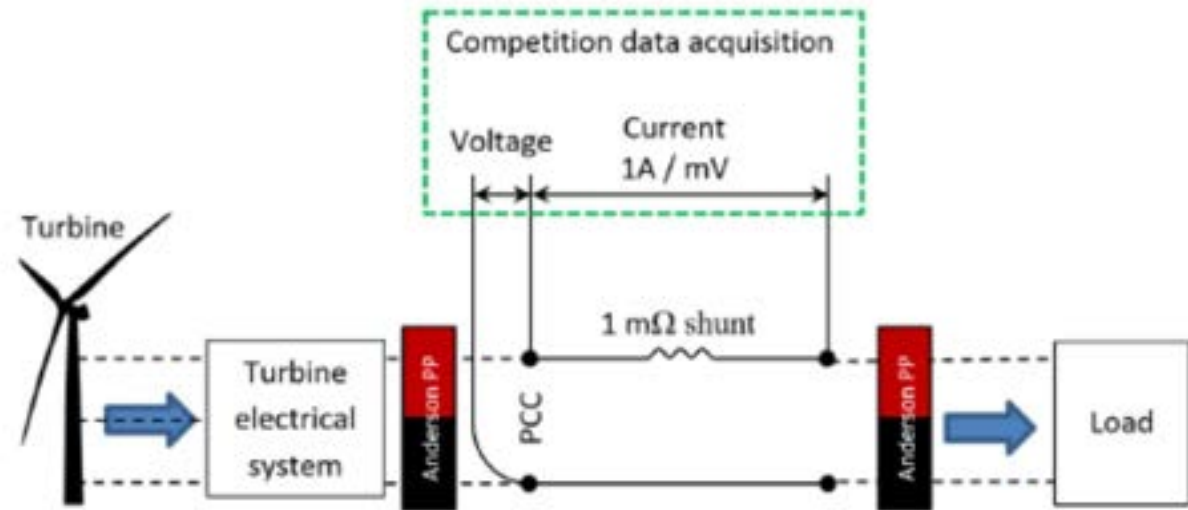 Competition data acquisition
Voltage
Current
1A / mV
Turbine
1 mΩ shunt
Turbine
electrical
system
Anderson PP
PCC
Anderson PP
Load